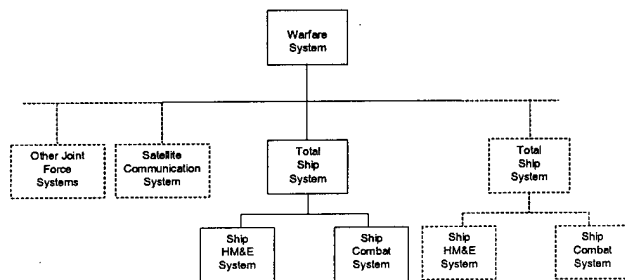 Warfare
System
Other Joint
Force
Systems
Satellite
Communication
System
Total
Ship
System
Total
Ship
System
Ship
HM&E
System
Ship
Combat
System
Ship
HM&E
System
Ship
Combat
System